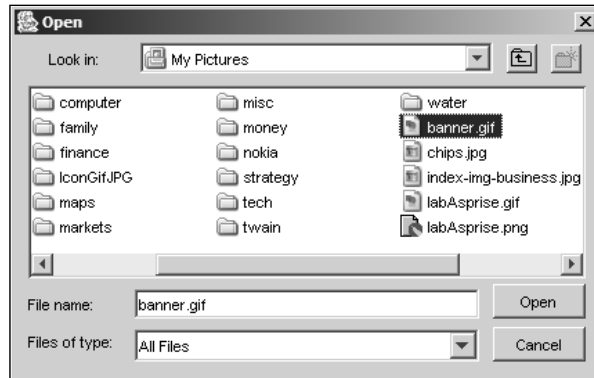 Open
Look in: My Pictures
computer
family
finance
IconGifJPG
maps
markets
misc
money
nokia
strategy
tech
twain
water
banner.gif
chips.jpg
index-img-business.jpg
labAsprise.gif
labAsprise.png
File name: banner.gif Open
Files of type: All Files Cancel